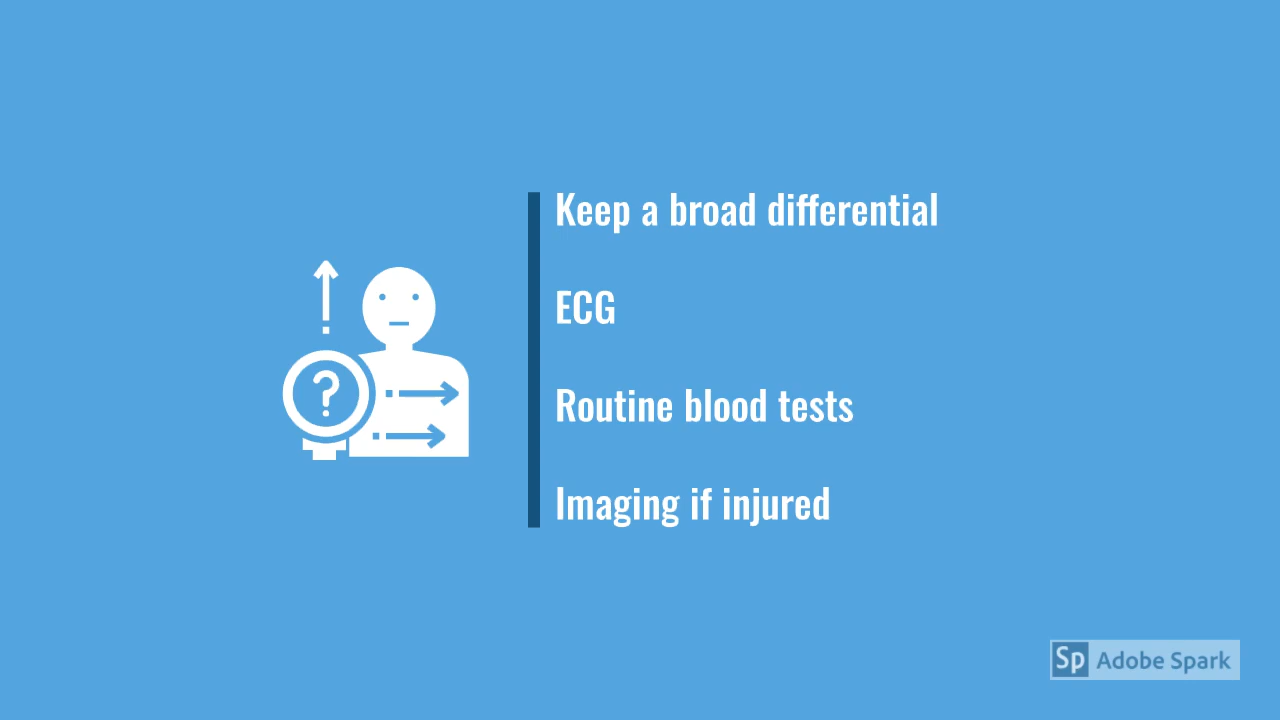 Keep a broad differential
ECG
Routine blood tests
Imaging if injured
?
Sp Adobe Spark